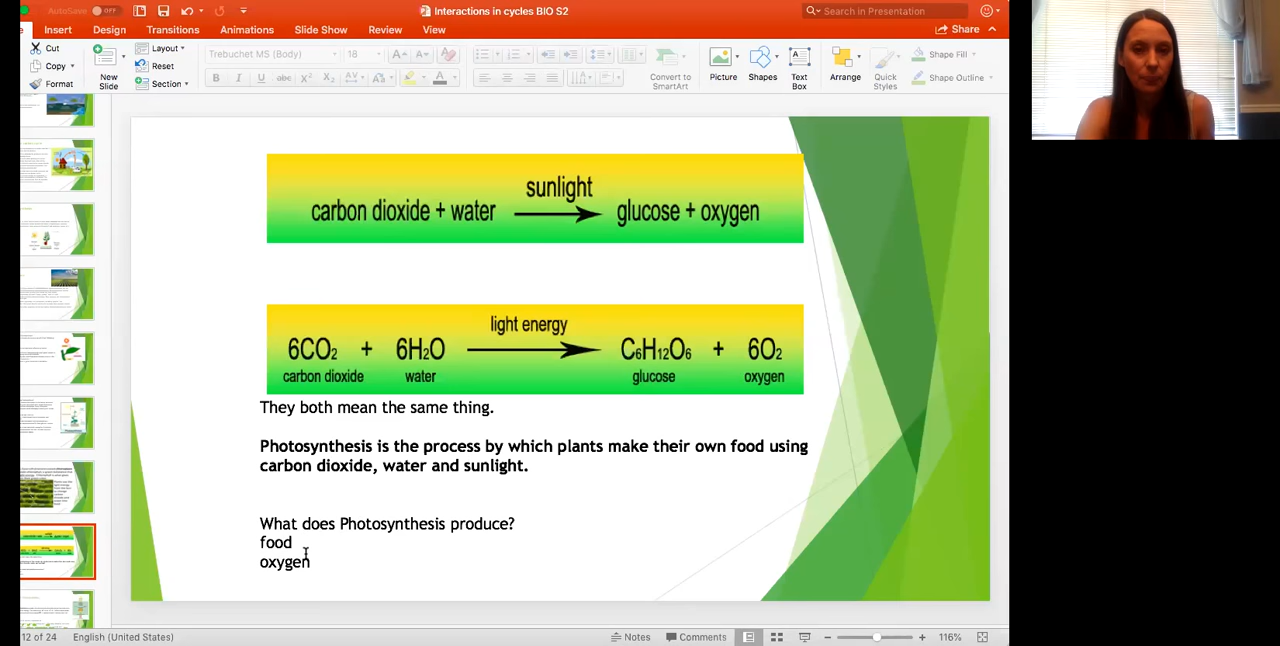 AutoSave OFF
Interactions in cycles BIO S2
Search in Presentation
Insert Design Transitions Animations Slide Show Review View
Share
Cut
Copy
Format
New
Slide
Layout
Reset
Section
Trebuchet MS (Body) 18
Convert to
SmartArt
Picture
Shapes
Text
Box
Arrange
Quick
Styles
Shape Fill
Shape Outline
sunlight
carbon dioxide + water glucose + oxygen
light energy
6CO2 + 6H2O C6H12O6 + 6O2
carbon dioxide water glucose oxygen
They both mean the same thing.
Photosynthesis is the process by which plants make their own food using
carbon dioxide, water and sunlight.
What does Photosynthesis produce?
food
oxygen
12 of 24 English (United States)
Notes Comments 116%